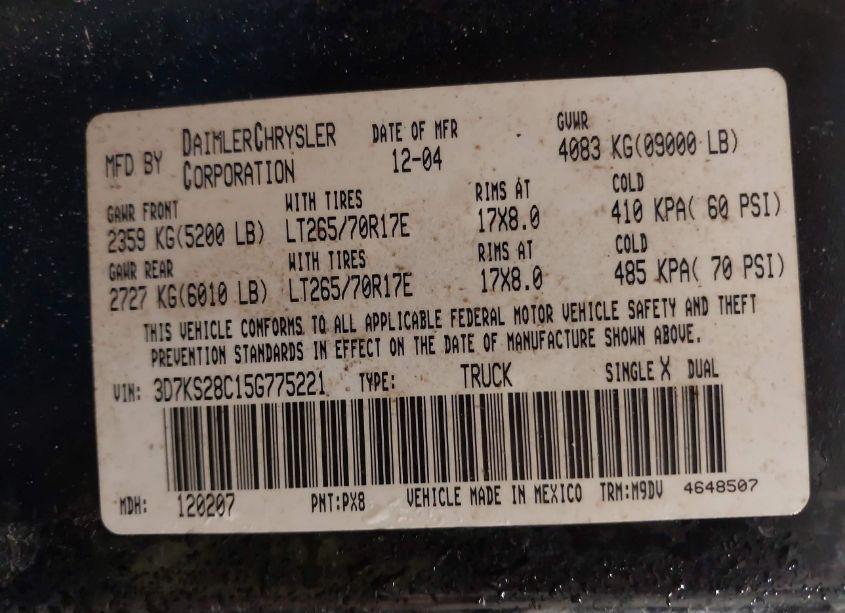 MFD BY DAIMLERCHRYSLER CORPORATION DATE OF MFR 12-04 GVWR 4083 KG(09000 LB)
GAWR FRONT WITH TIRES RIMS AT COLD
2359 KG(5200 LB) LT265/70R17E 17X8.0 410 KPA( 60 PSI)
GAWR REAR WITH TIRES RIMS AT COLD
2727 KG(6010 LB) LT265/70R17E 17X8.0 485 KPA( 70 PSI)
THIS VEHICLE CONFORMS TO ALL APPLICABLE FEDERAL MOTOR VEHICLE SAFETY AND THEFT
PREVENTION STANDARDS IN EFFECT ON THE DATE OF MANUFACTURE SHOWN ABOVE.
VIN: 3D7KS28C15G775221 TYPE: TRUCK SINGLE X DUAL
MDH: 120207 PNT:PX8 VEHICLE MADE IN MEXICO TRM:M9DV 4648507